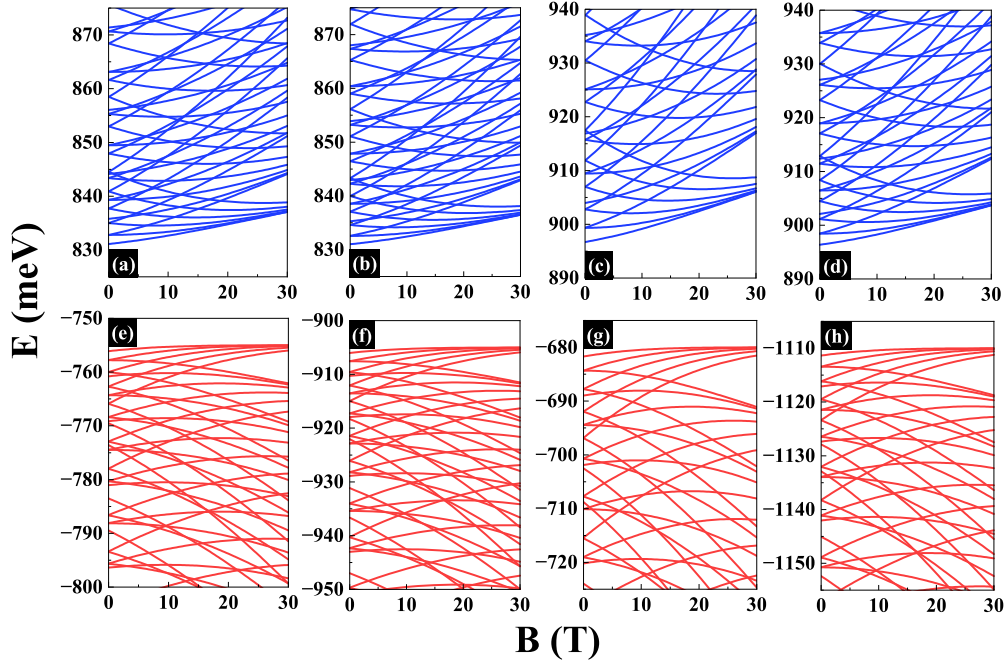 870
860
850
840
830
(a)
0 10 20 30
870
860
850
840
830
(b)
0 10 20 30
940
930
920
910
900
890
(c)
0 10 20 30
940
930
920
910
900
890
(d)
0 10 20 30
E (meV)
−750
−760
−770
−780
−790
−800
(e)
0 10 20 30
−900
−910
−920
−930
−940
−950
(f)
0 10 20 30
−680
−690
−700
−710
−720
(g)
0 10 20 30
−1110
−1120
−1130
−1140
−1150
(h)
0 10 20 30
B (T)